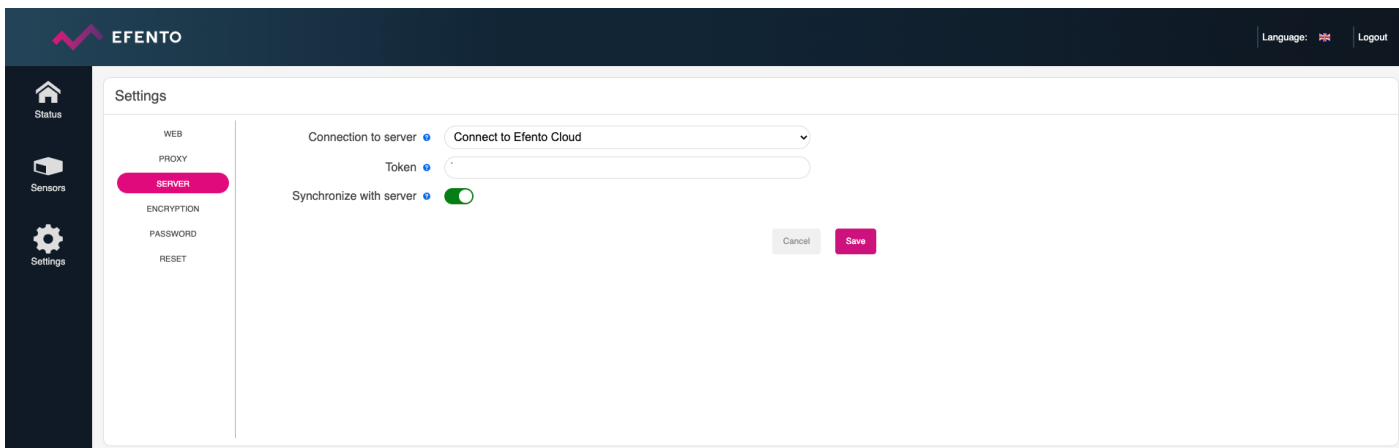 EFENTO
Language:
Logout
Status
Sensors
Settings
Settings
WEB
PROXY
SERVER
ENCRYPTION
PASSWORD
RESET
Connection to server ?
Connect to Efento Cloud
Token ?
Synchronize with server ?
Cancel
Save